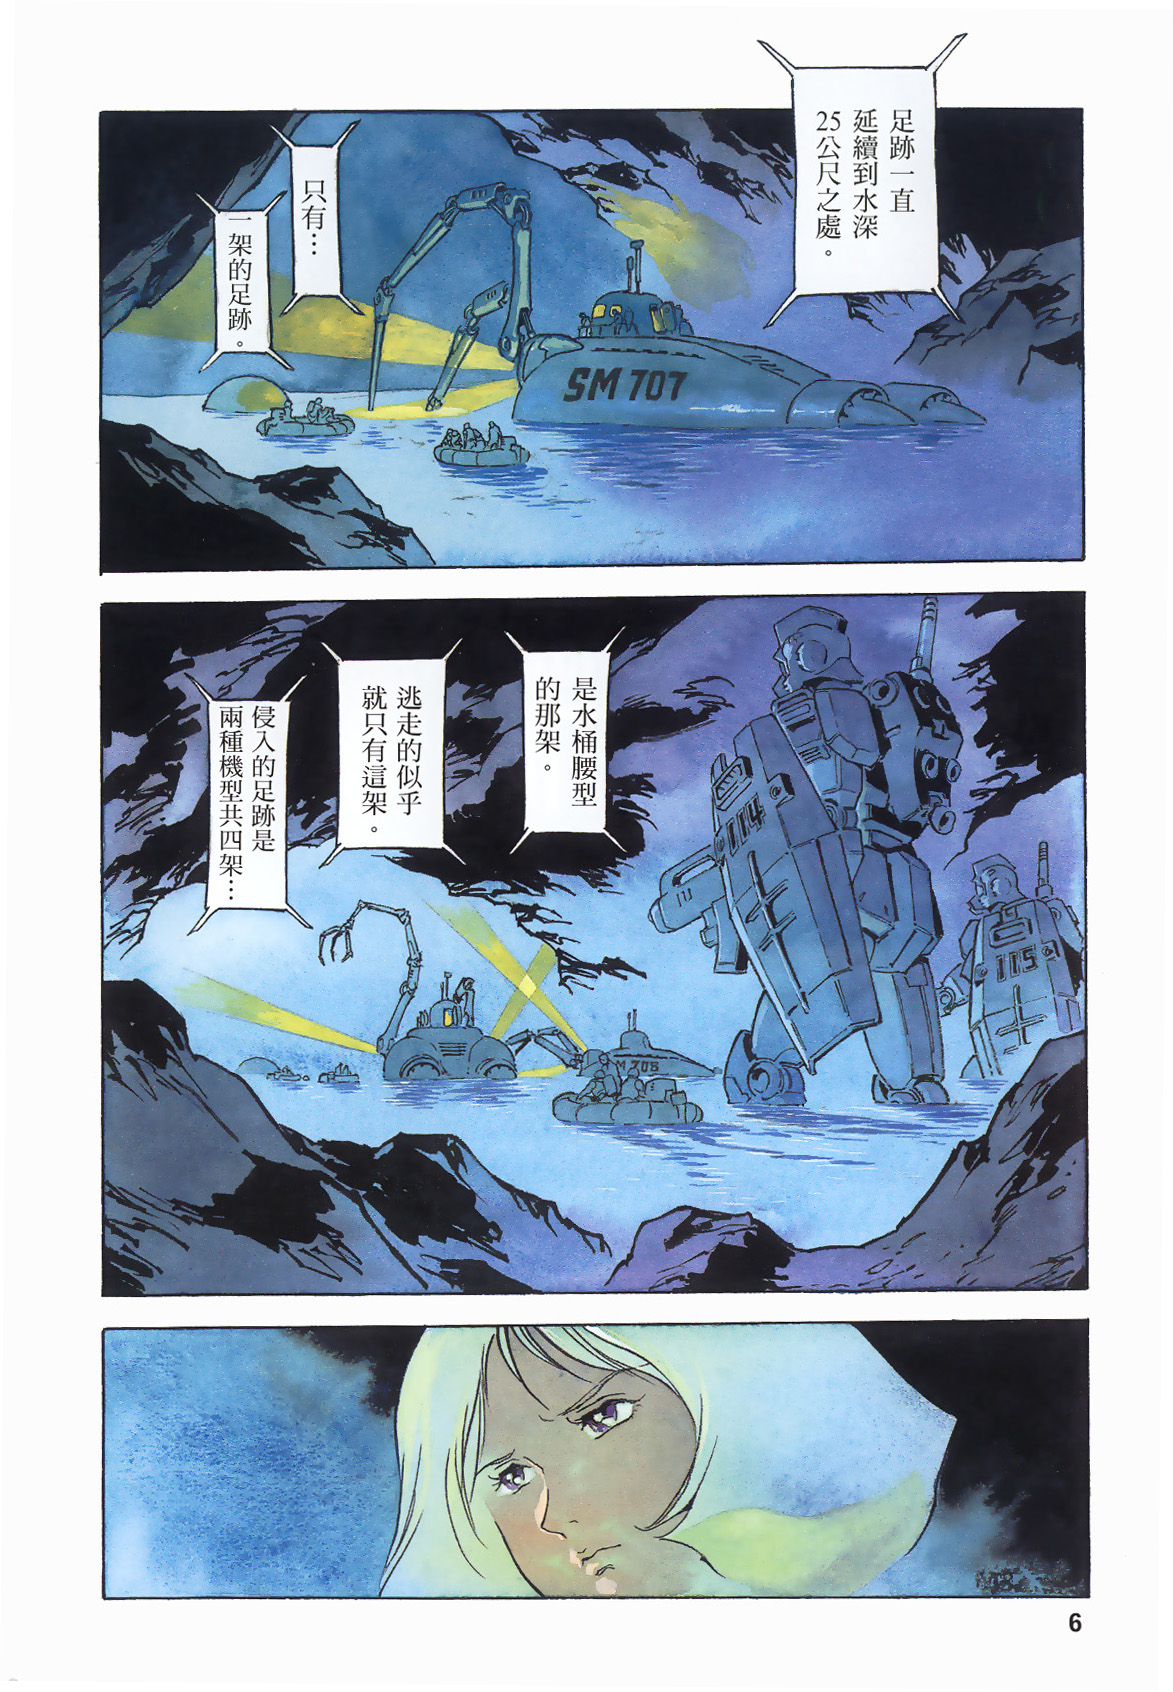 足跡一直
延續到水深
25公尺之處。
只有…
一架的足跡。
SM 707
是水桶腰型
的那架。
逃走的似乎
就只有這架。
侵入的足跡是
兩種機型共四架…
114
115
M 705
6